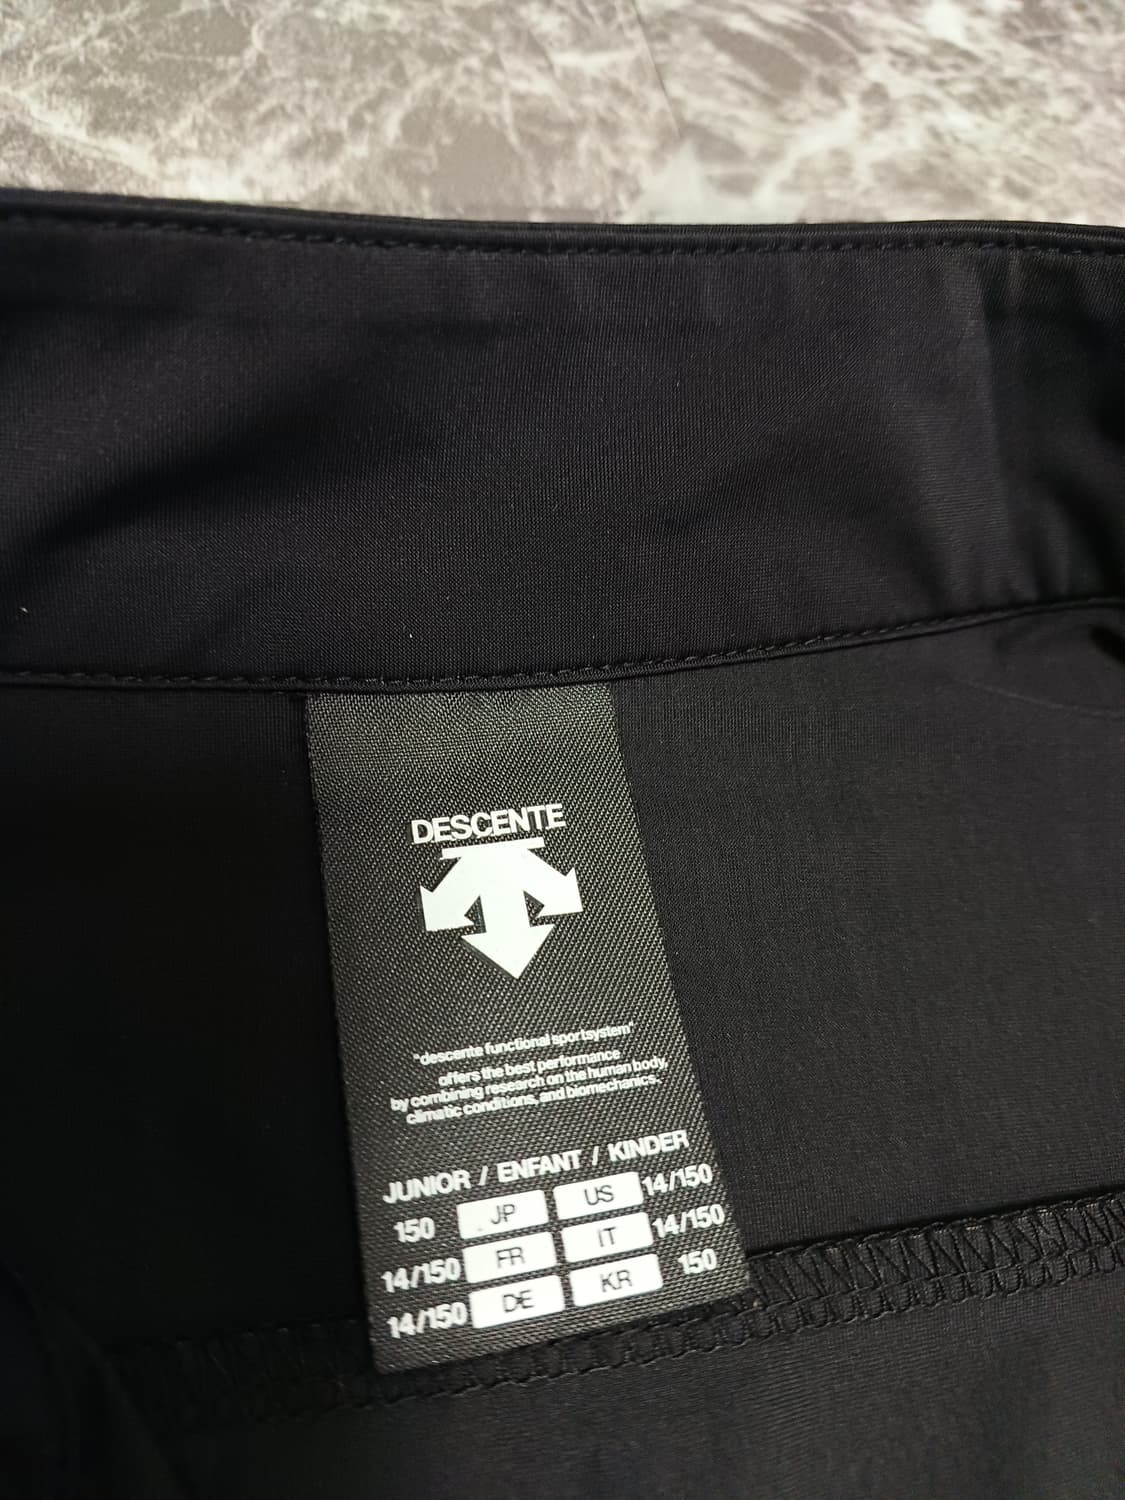 DESCENTE
"descente functional sportsystem"
offers the best performance
by combining research on the human body
climatic conditions, and biomechanics.
JUNIOR / ENFANT / KINDER
150 JP US 14/150
14/150 FR IT 14/150
14/150 DE KR 150